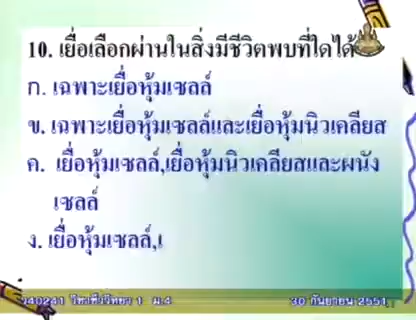 10. เยื่อเลือกผ่านในสิ่งมีชีวิตพบที่ใดได้
ก. เฉพาะเยื่อหุ้มเซลล์
ข. เฉพาะเยื่อหุ้มเซลล์และเยื่อหุ้มนิวเคลียส
ค. เยื่อหุ้มเซลล์,เยื่อหุ้มนิวเคลียสและผนัง
เซลล์
ง. เยื่อหุ้มเซลล์,เ
ว40241 วิชาชีววิทยา 1 ม.4
30 กันยายน 2551